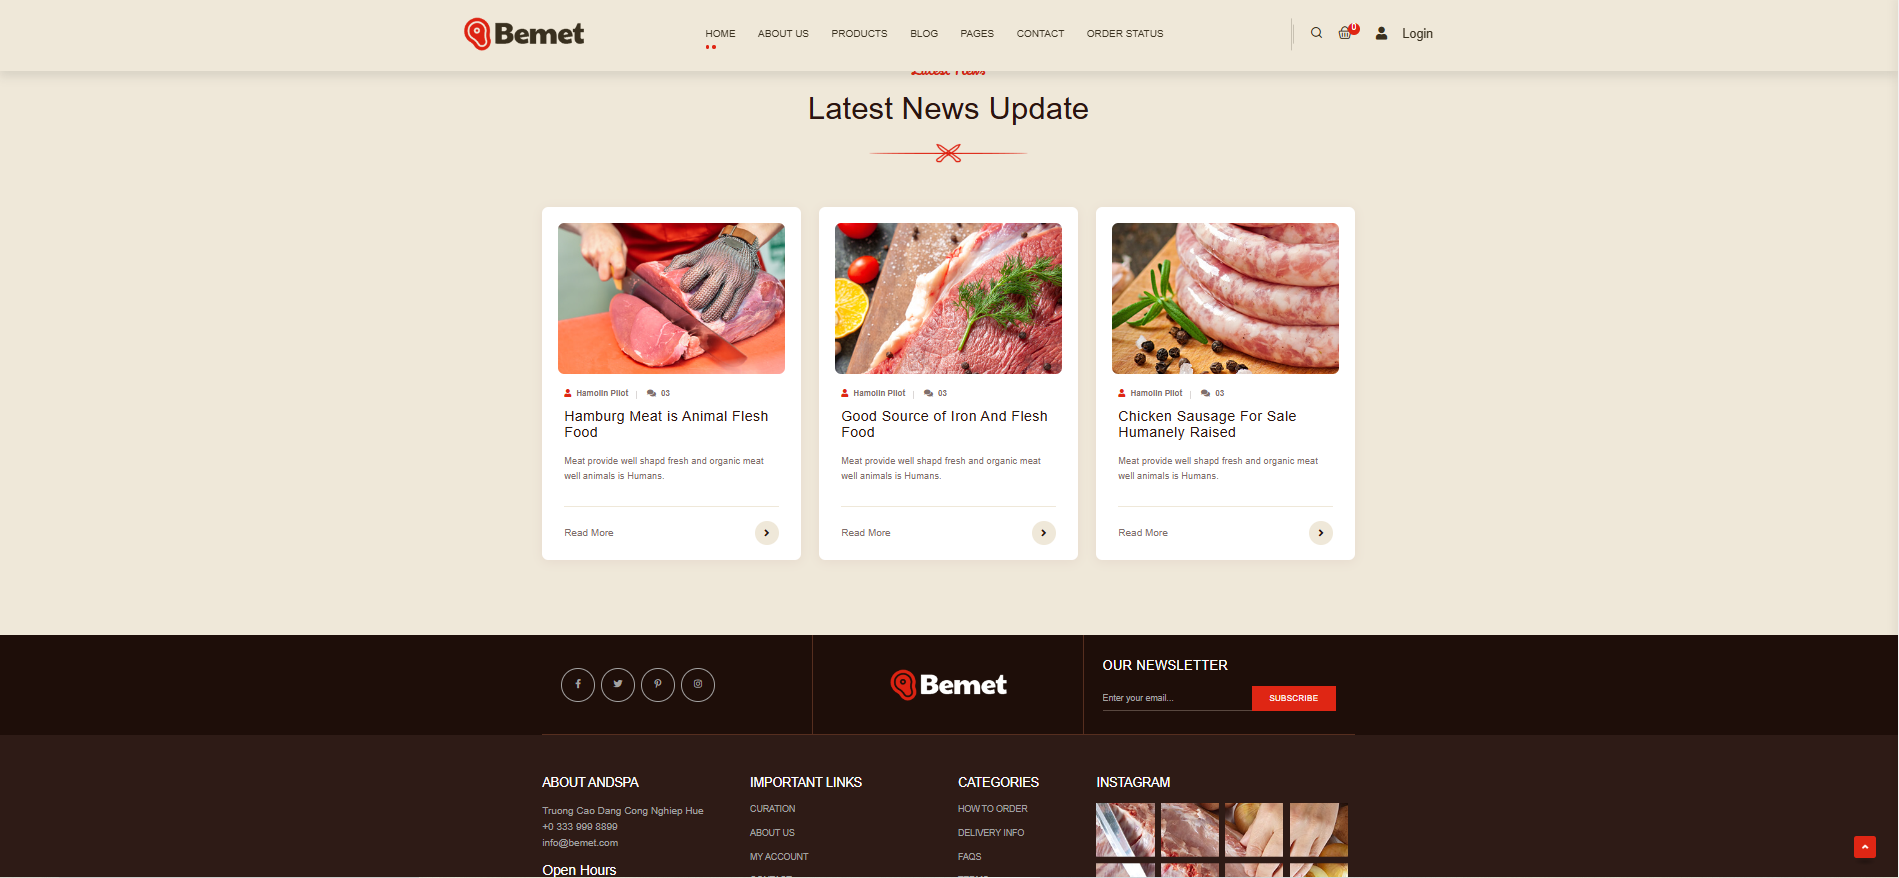 Bemet
HOME ABOUT US PRODUCTS BLOG PAGES CONTACT ORDER STATUS
0
Login
Latest News
Latest News Update
Hamolin Pilot 03
Hamburg Meat is Animal Flesh
Food
Meat provide well shapd fresh and organic meat
well animals is Humans.
Read More
Hamolin Pilot 03
Good Source of Iron And Flesh
Food
Meat provide well shapd fresh and organic meat
well animals is Humans.
Read More
Hamolin Pilot 03
Chicken Sausage For Sale
Humanely Raised
Meat provide well shapd fresh and organic meat
well animals is Humans.
Read More
Bemet
OUR NEWSLETTER
Enter your email...
SUBSCRIBE
ABOUT ANDSPA
Truong Cao Dang Cong Nghiep Hue
+0 333 999 8899
info@bemet.com
Open Hours
IMPORTANT LINKS
CURATION
ABOUT US
MY ACCOUNT
CATEGORIES
HOW TO ORDER
DELIVERY INFO
FAQS
INSTAGRAM